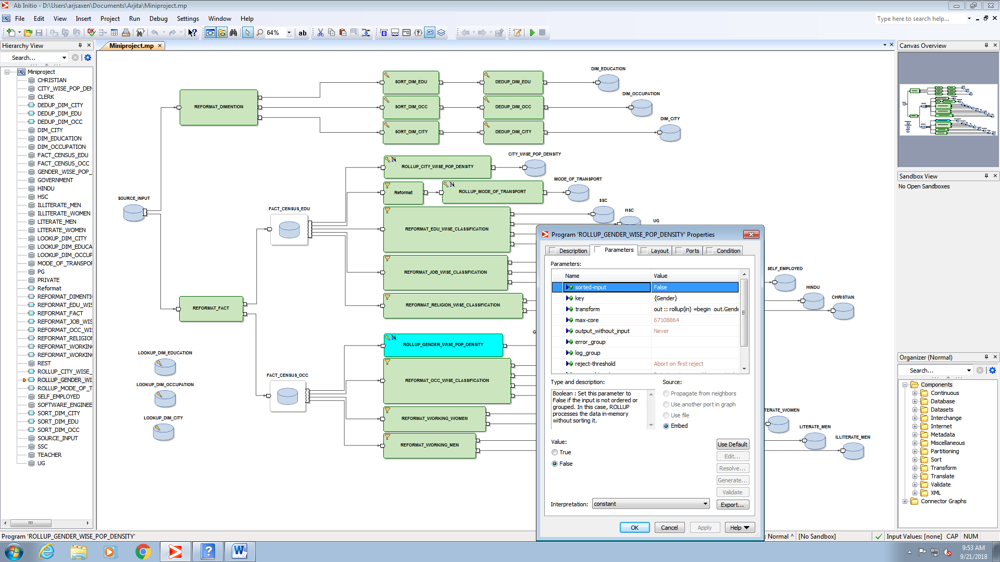 Ab Initio - D:\Users\arjsaxen\Documents\Arjita\Miniproject.mp
File Edit View Insert Project Run Debug Settings Windows Help
Type here to search help...
64%
ab
Hierarchy View
Search...
Miniproject
CHRISTIAN
CITY_WISE_POP_DEN
CLERK
DEDUP_DIM_CITY
DEDUP_DIM_EDU
DEDUP_DIM_OCC
DIM_CITY
DIM_EDUCATION
DIM_OCCUPATION
FACT_CENSUS_EDU
FACT_CENSUS_OCC
GENDER_WISE_POP_
GOVERNMENT
HINDU
HSC
ILLITERATE_MEN
ILLITERATE_WOMEN
LITERATE_MEN
LITERATE_WOMEN
LOOKUP_DIM_CITY
LOOKUP_DIM_EDUCA
LOOKUP_DIM_OCCUP
MODE_OF_TRANSPOR
PG
PRIVATE
Reformat
REFORMAT_DIMENTI
REFORMAT_EDU_WIS
REFORMAT_FACT
REFORMAT_JOB_WIS
REFORMAT_OCC_WIS
REFORMAT_RELIGION
REFORMAT_WORKIN
REFORMAT_WORKIN
REST
ROLLUP_CITY_WISE_
ROLLUP_GENDER_WI
ROLLUP_MODE_OF_T
SELF_EMPLOYED
SOFTWARE_ENGINEE
SORT_DIM_CITY
SORT_DIM_EDU
SORT_DIM_OCC
SOURCE_INPUT
SSC
TEACHER
UG
Miniproject.mp
DIM_EDUCATION
SORT_DIM_EDU
DEDUP_DIM_EDU
DIM_OCCUPATION
REFORMAT_DIMENTION
SORT_DIM_OCC
DEDUP_DIM_OCC
DIM_CITY
SORT_DIM_CITY
DEDUP_DIM_CITY
CITY_WISE_POP_DENSITY
ROLLUP_CITY_WISE_POP_DENSITY
MODE_OF_TRANSPORT
Reformat
ROLLUP_MODE_OF_TRANSPORT
SOURCE_INPUT
SSC
FACT_CENSUS_EDU
HSC
UG
REFORMAT_EDU_WISE_CLASSIFICATION
REFORMAT_JOB_WISE_CLASSIFICATION
SELF_EMPLOYED
HINDU
CHRISTIAN
REFORMAT_RELIGION_WISE_CLASSIFICATION
REFORMAT_FACT
G
ROLLUP_GENDER_WISE_POP_DENSITY
LOOKUP_DIM_EDUCATION
FACT_CENSUS_OCC
REFORMAT_OCC_WISE_CLASSIFICATION
LOOKUP_DIM_OCCUPATION
TERATE_WOMEN
LOOKUP_DIM_CITY
REFORMAT_WORKING_WOMEN
LITERATE_MEN
ILLITERATE_MEN
REFORMAT_WORKING_MEN
Program 'ROLLUP_GENDER_WISE_POP_DENSITY' Properties
Description Parameters Layout Ports Condition
Parameters:
Name Value
sorted-input False
key {Gender}
transform out :: rollup(in) =begin out.Gende
max-core 67108864
output_without_input Never
error_group
log_group
reject-threshold Abort on first reject
Type and description:
Boolean : Set this parameter to
False if the input is not ordered or
grouped. In this case, ROLLUP
processes the data in-memory
without sorting it.
Source:
Propagate from neighbors
Use another port in graph
Use file
Embed
Value:
True
False
Use Default
Edit...
Resolve...
Generate...
Validate
Export...
Interpretation: constant
OK Cancel Apply Help
Canvas Overview
Sandbox View
No Open Sandboxes
Organizer (Normal)
Search...
Components
Continuous
Database
Datasets
Interchange
Internet
Metadata
Miscellaneous
Partitioning
Sort
Transform
Translate
Validate
XML
Connector Graphs
Program 'ROLLUP_GENDER_WISE_POP_DENSITY'
: Normal ^ [No Sandbox] Input Values: [none] CAP NUM
9:53 AM
9/21/2018